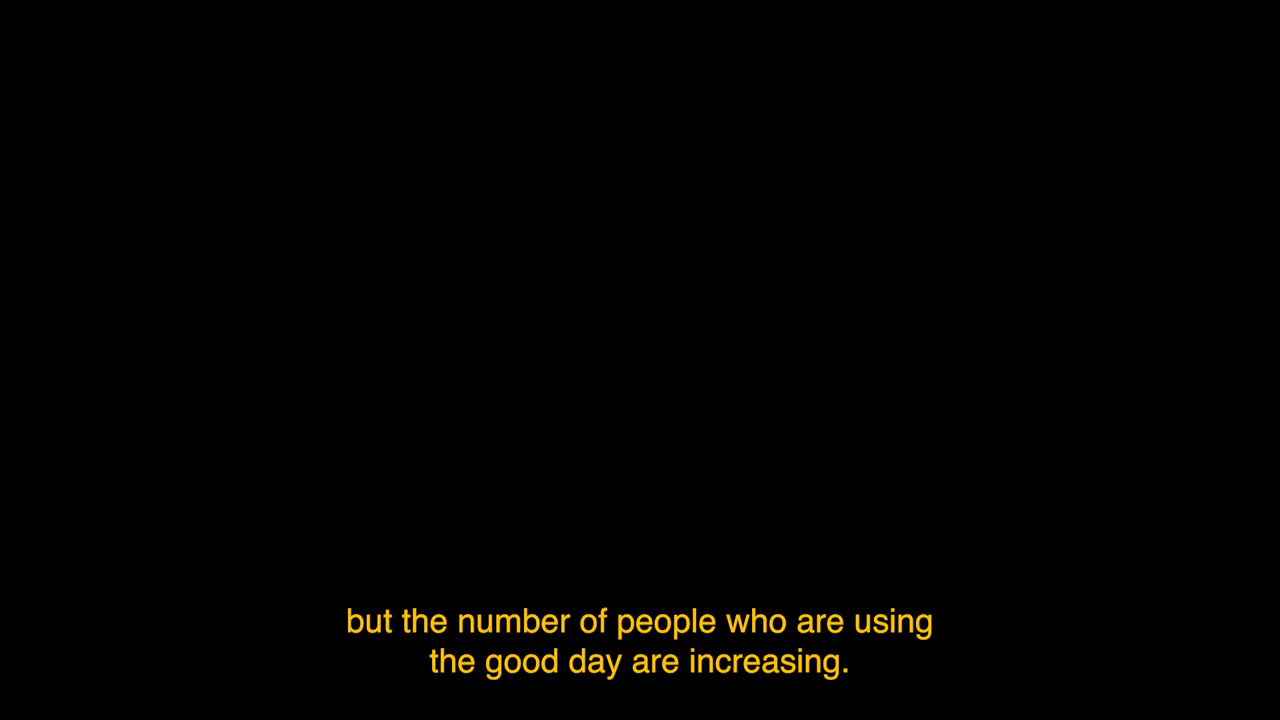 but the number of people who are using
the good day are increasing.